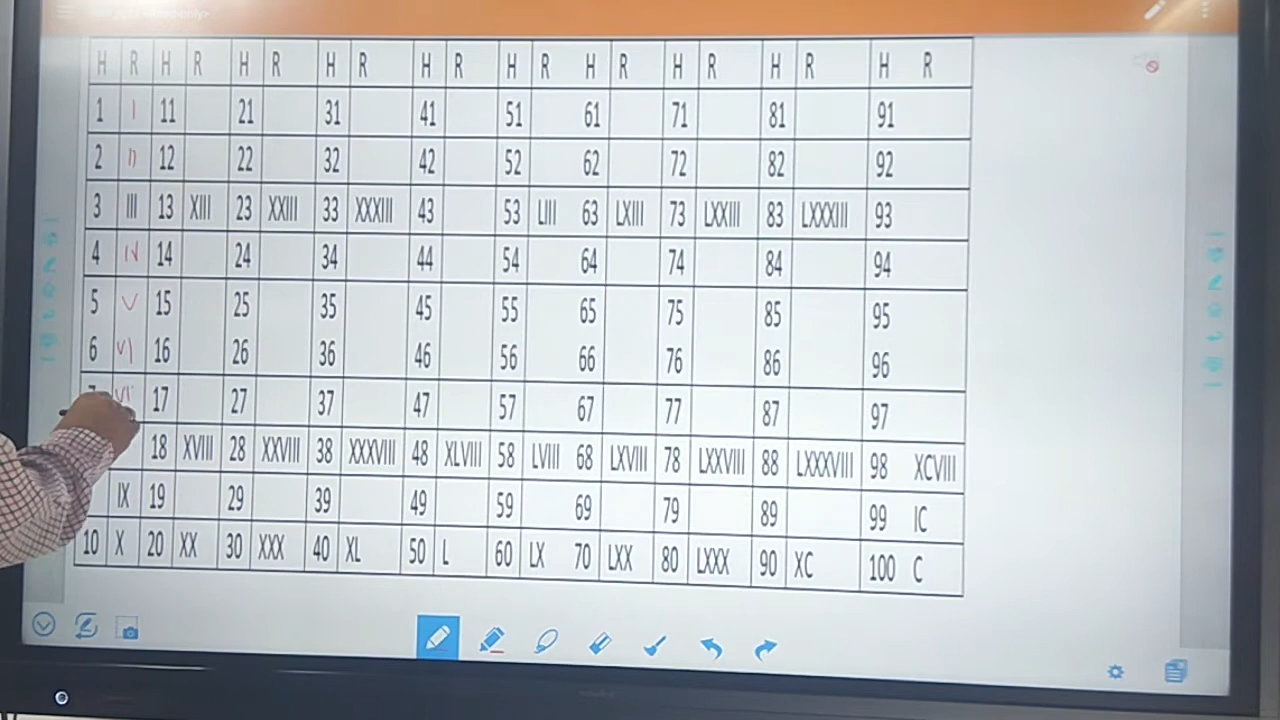 H R H R H R H R H R H R H R H R H R H R
1 I 11 21 31 41 51 61 71 81 91
2 II 12 22 32 42 52 62 72 82 92
3 III 13 XIII 23 XXIII 33 XXXIII 43 53 LIII 63 LXIII 73 LXXIII 83 LXXXIII 93
4 IV 14 24 34 44 54 64 74 84 94
5 V 15 25 35 45 55 65 75 85 95
6 VI 16 26 36 46 56 66 76 86 96
17 27 37 47 57 67 77 87 97
18 XVIII 28 XXVIII 38 XXXVIII 48 XLVIII 58 LVIII 68 LXVIII 78 LXXVIII 88 LXXXVIII 98 XCVIII
IX 19 29 39 49 59 69 79 89 99 IC
10 X 20 XX 30 XXX 40 XL 50 L 60 LX 70 LXX 80 LXXX 90 XC 100 C